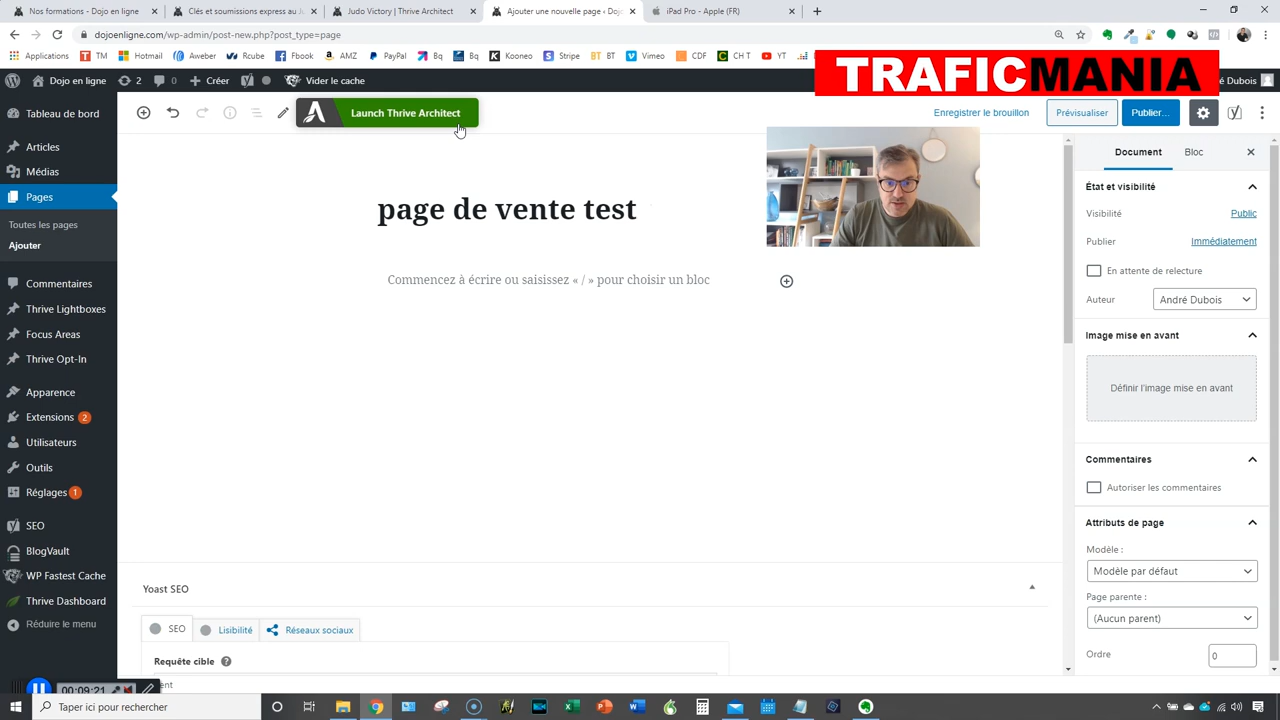 Nos formations - Dojo en ligne
Clés et soumissions express au J
Judo Victory | Thrive Architect
Ajouter une nouvelle page ‹ Dojo
iPad Pro - Apple (FR)
dojoenligne.com/wp-admin/post-new.php?post_type=page
Applications
TM
Hotmail
Aweber
Rcube
Ebook
AMZ
PayPal
Bq
Bq
Kooneo
Stripe
BT
Vimeo
CDF
CH T
YT
TRAFICMANIA
Dojo en ligne
2
0
Créer
Vider le cache
é Dubois
Launch Thrive Architect
Enregistrer le brouillon
Prévisualiser
Publier…
Tableau de bord
Articles
Médias
Pages
Toutes les pages
Ajouter
Commentaires
Thrive Lightboxes
Focus Areas
Thrive Opt-In
Apparence
Extensions 2
Utilisateurs
Outils
Réglages 1
SEO
BlogVault
WP Fastest Cache
Thrive Dashboard
Réduire le menu
page de vente test
Commencez à écrire ou saisissez « / » pour choisir un bloc
Document
Bloc
État et visibilité
Visibilité
Public
Publier
Immédiatement
En attente de relecture
Auteur
André Dubois
Image mise en avant
Définir l'image mise en avant
Commentaires
Autoriser les commentaires
Attributs de page
Modèle :
Modèle par défaut
Page parente :
(Aucun parent)
Ordre
0
Yoast SEO
SEO
Lisibilité
Réseaux sociaux
Requête cible
ent
00:09:21
Taper ici pour rechercher